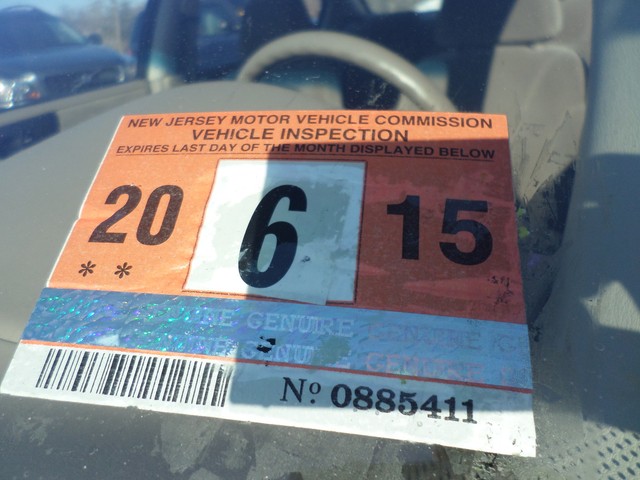 NEW JERSEY MOTOR VEHICLE COMMISSION
VEHICLE INSPECTION
EXPIRES LAST DAY OF THE MONTH DISPLAYED BELOW
20 6 15
**
GENUINE
No. 0885411